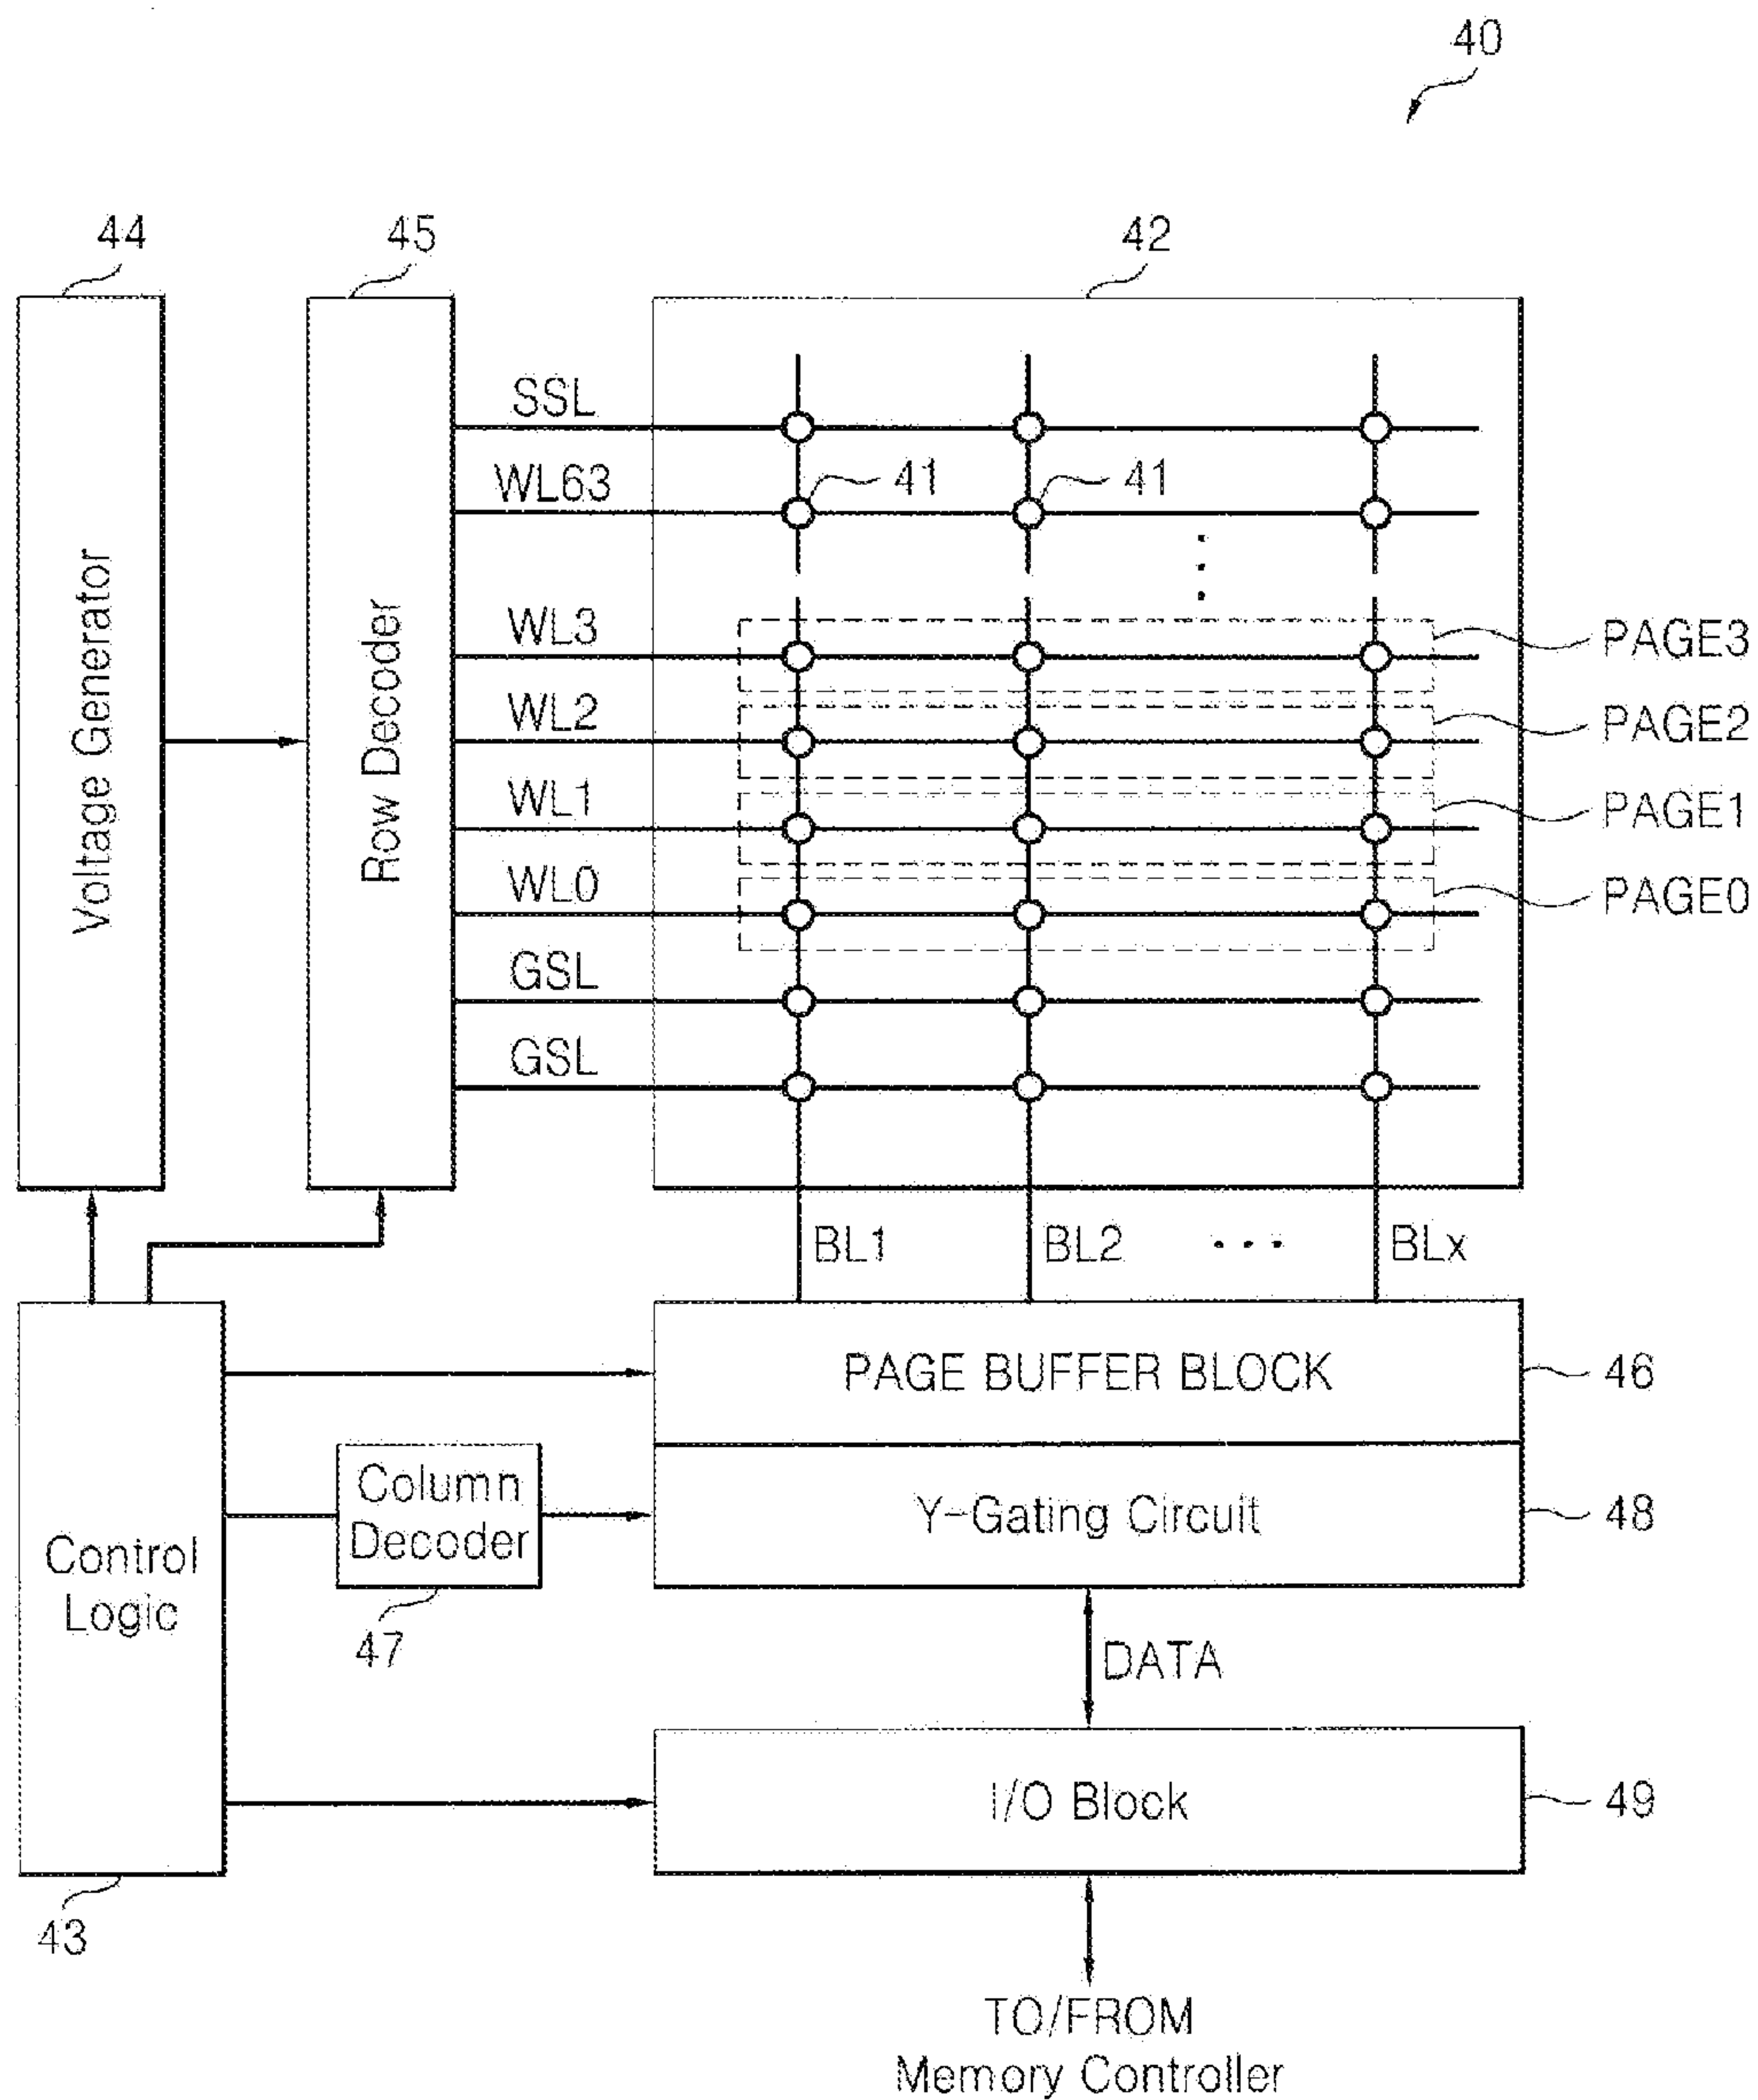 40
44
45
42
SSL
WL63
41
41
WL3
PAGE3
WL2
PAGE2
WL1
PAGE1
WL0
PAGE0
GSL
GSL
Voltage Generator
Row Decoder
BL1
BL2
...
BLx
PAGE BUFFER BLOCK
46
Column
Decoder
47
Y-Gating Circuit
48
Control
Logic
43
DATA
I/O Block
49
TO/FROM
Memory Controller